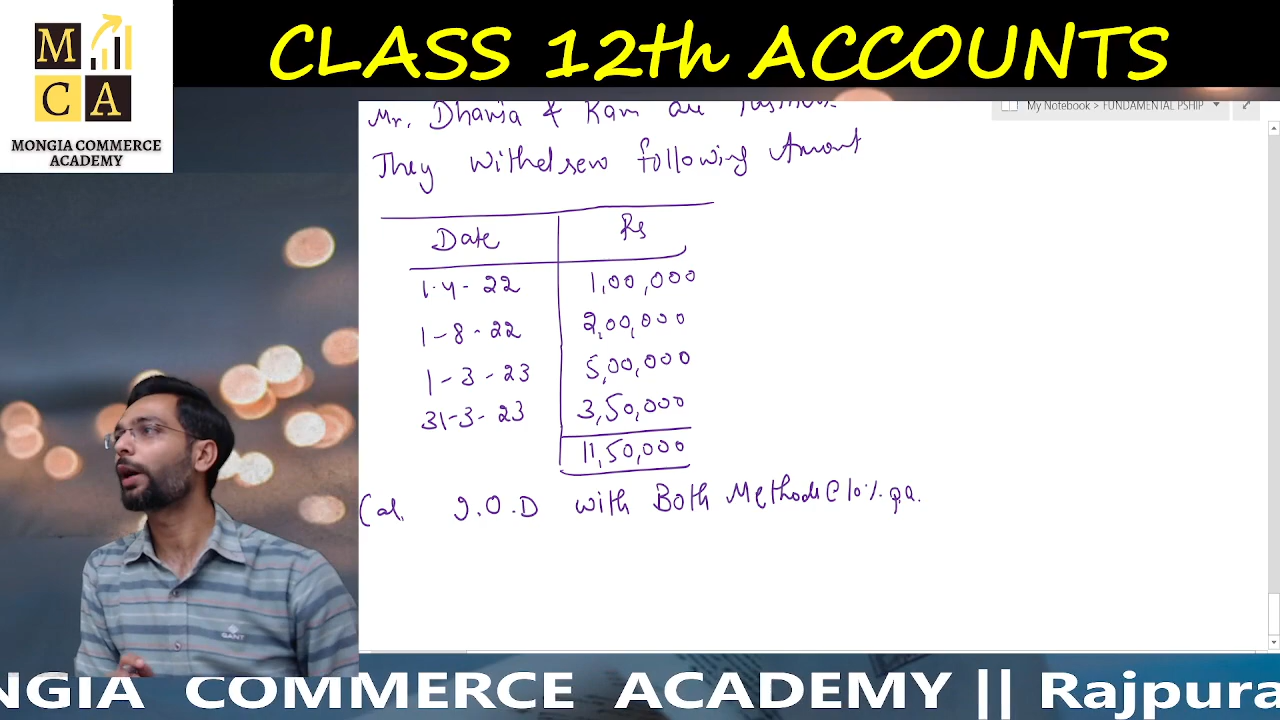 CLASS 12th ACCOUNTS
M
C A
MONGIA COMMERCE
ACADEMY
My Notebook > FUNDAMENTAL PSHIP
Mr. & Ram are
They withdrew following Amount
Date Rs
1-4-22 1,00,000
1-8-22 2,00,000
1-3-23 5,00,000
31-3-23 3,50,000
11,50,000
Cal. I.O.D with Both Methods @ 10% p.a.
GANT
NGIA COMMERCE ACADEMY || Rajpura